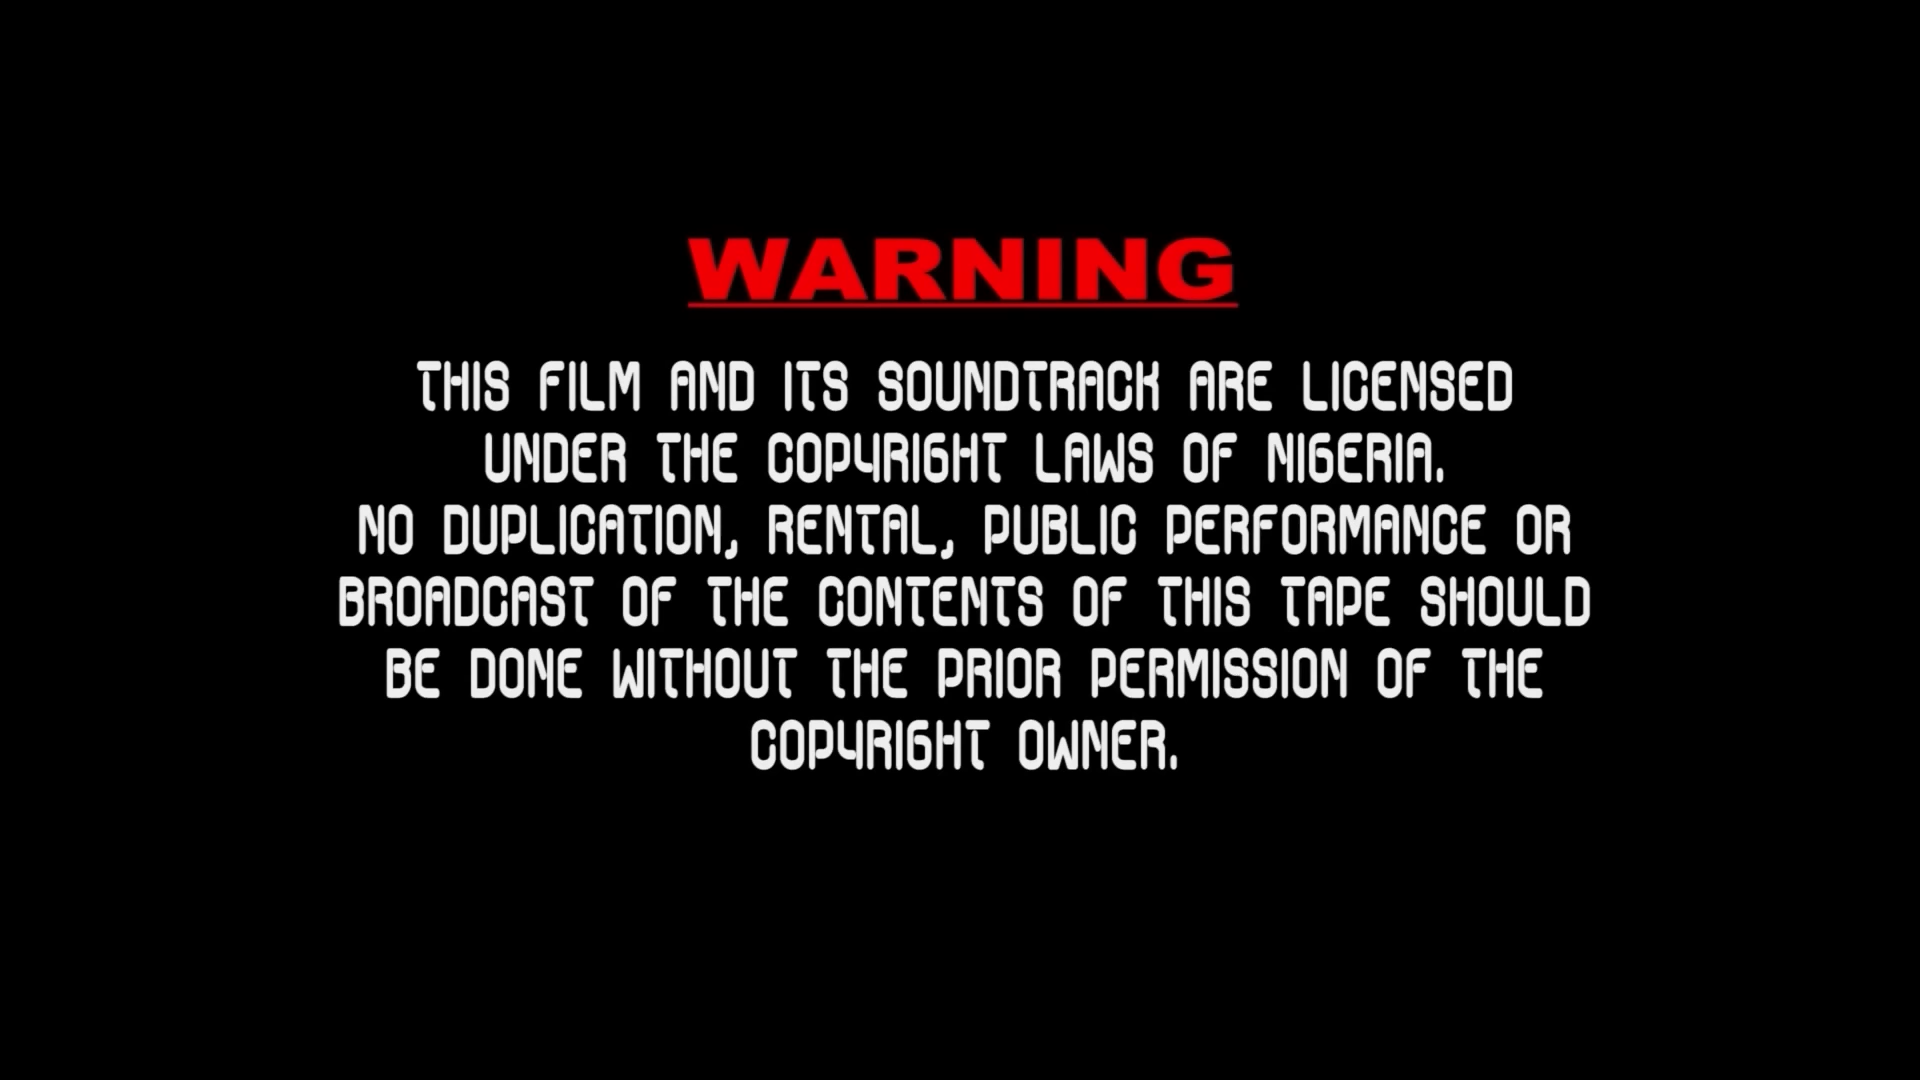 WARNING
THIS FILM AND ITS SOUNDTRACK ARE LICENSED
UNDER THE COPYRIGHT LAWS OF NIGERIA.
NO DUPLICATION, RENTAL, PUBLIC PERFORMANCE OR
BROADCAST OF THE CONTENTS OF THIS TAPE SHOULD
BE DONE WITHOUT THE PRIOR PERMISSION OF THE
COPYRIGHT OWNER.